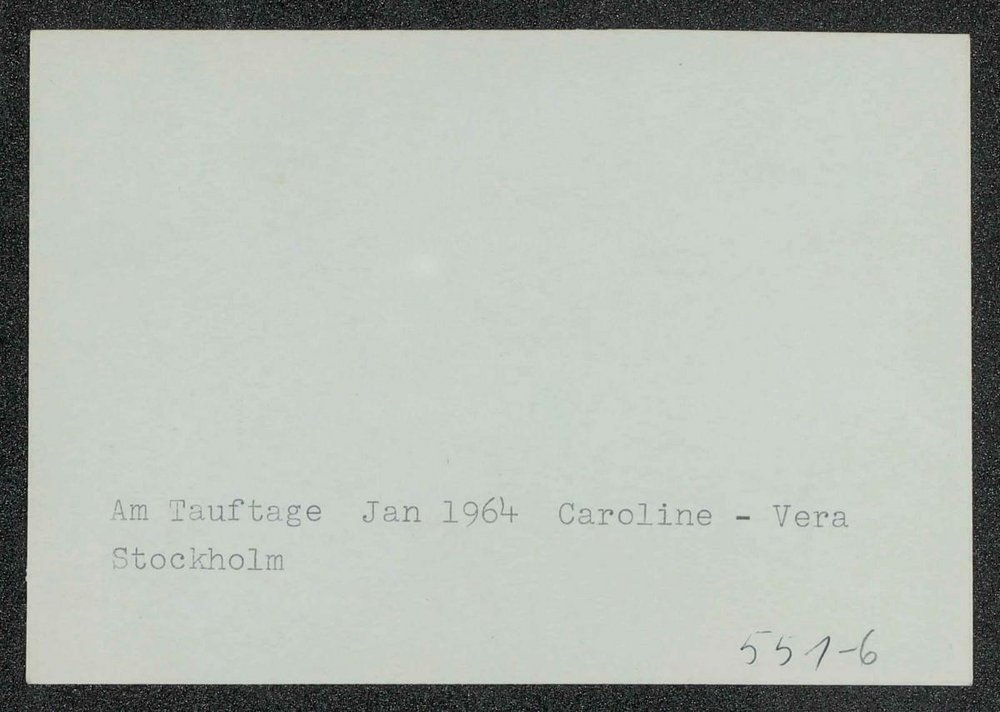 Am Tauftage Jan 1964 Caroline - Vera
Stockholm
551-6